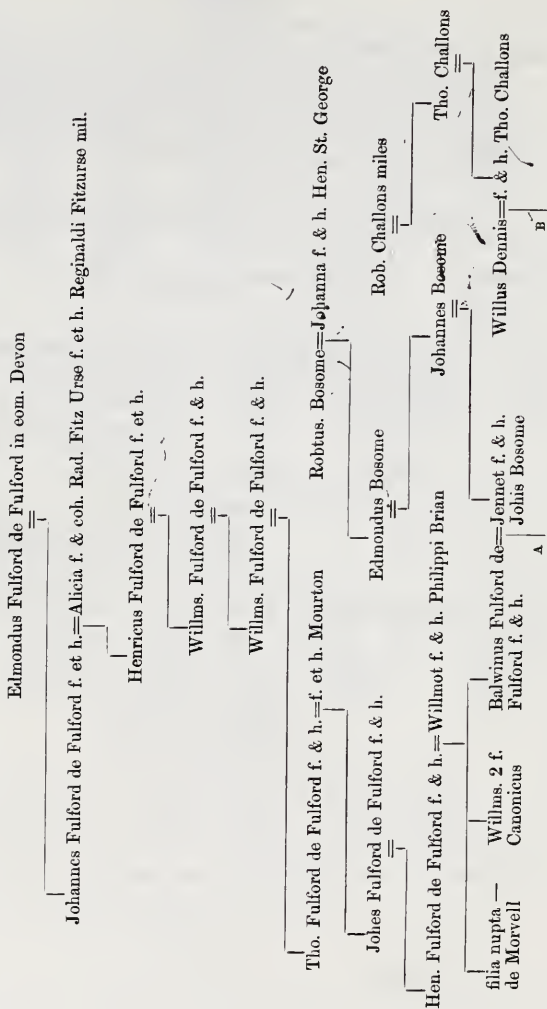 Edmondus Fulford de Fulford in com. Devon
Johannes Fulford de Fulford f. et h.=Alicia f. & coh. Rad. Fitz Urse f. et h. Reginaldi Fitzurse mil.
Henricus Fulford de Fulford f. et h.
Willms. Fulford de Fulford f. & h.
Willms. Fulford de Fulford f. & h.
Tho. Fulford de Fulford f. & h.=f. et h. Mourton
Robtus. Bosome=Johanna f. & h. Hen. St. George
Johes Fulford de Fulford f. & h.
Edmondus Bosome
Rob. Challons miles
Hen. Fulford de Fulford f. & h.=Willmot f. & h. Philippi Brian
Johannes Bosome
Tho. Challons
filia nupta —
de Morvell
Willms. 2 f.
Canonicus
Balwinus Fulford de=Jennet f. & h.
Fulford f. & h.
Johis Bosome
Willus Dennis=f. & h. Tho. Challons
A
B